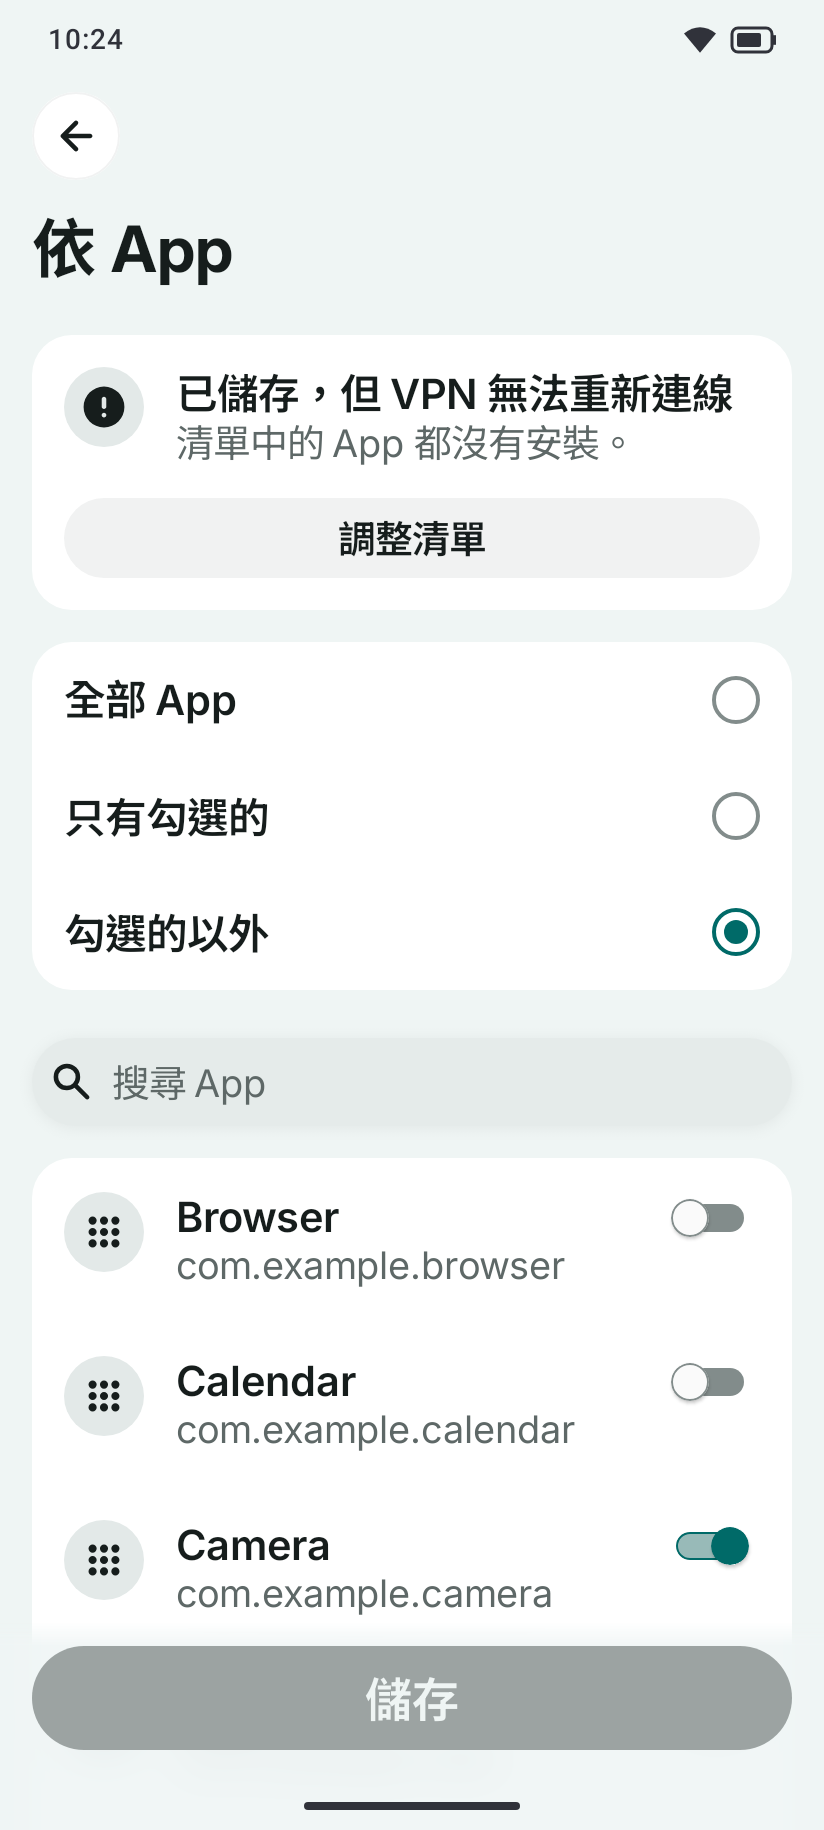 10:24
依 App
已儲存，但 VPN 無法重新連線
清單中的 App 都沒有安裝。
調整清單
全部 App
只有勾選的
勾選的以外
搜尋 App
Browser
com.example.browser
Calendar
com.example.calendar
Camera
com.example.camera
儲存